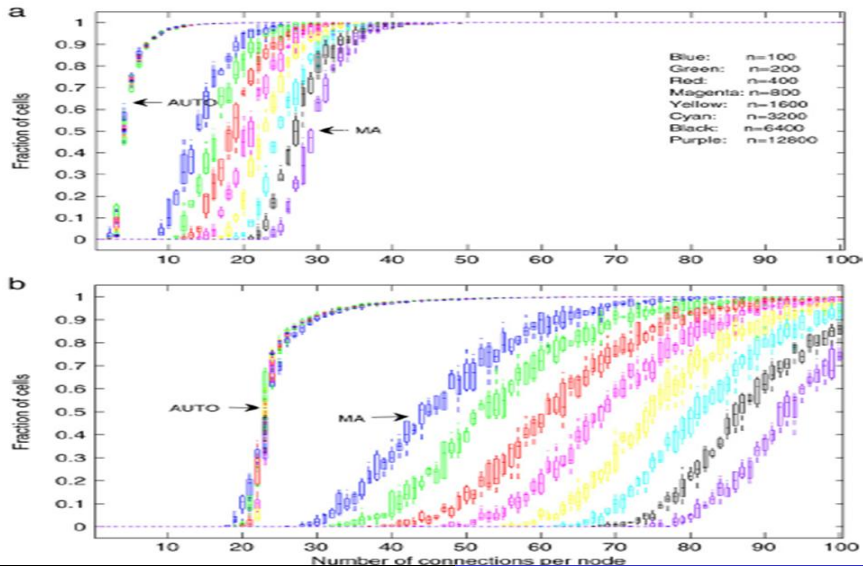 a
1
0.9
0.8
0.7
0.6
0.5
0.4
0.3
0.2
0.1
0
Fraction of cells
AUTO
MA
Blue: n=100
Green: n=200
Red: n=400
Magenta: n=800
Yellow: n=1600
Cyan: n=3200
Black: n=6400
Purple: n=12800
10 20 30 40 50 60 70 80 90 100
b
1
0.9
0.8
0.7
0.6
0.5
0.4
0.3
0.2
0.1
0
Fraction of cells
AUTO
MA
10 20 30 40 50 60 70 80 90 100
Number of connections per node